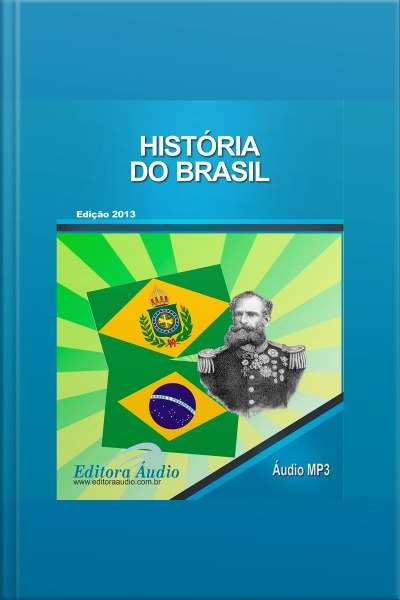 HISTÓRIA
DO BRASIL
Edição 2013
Editora Áudio
www.editoraaudio.com.br
Áudio MP3